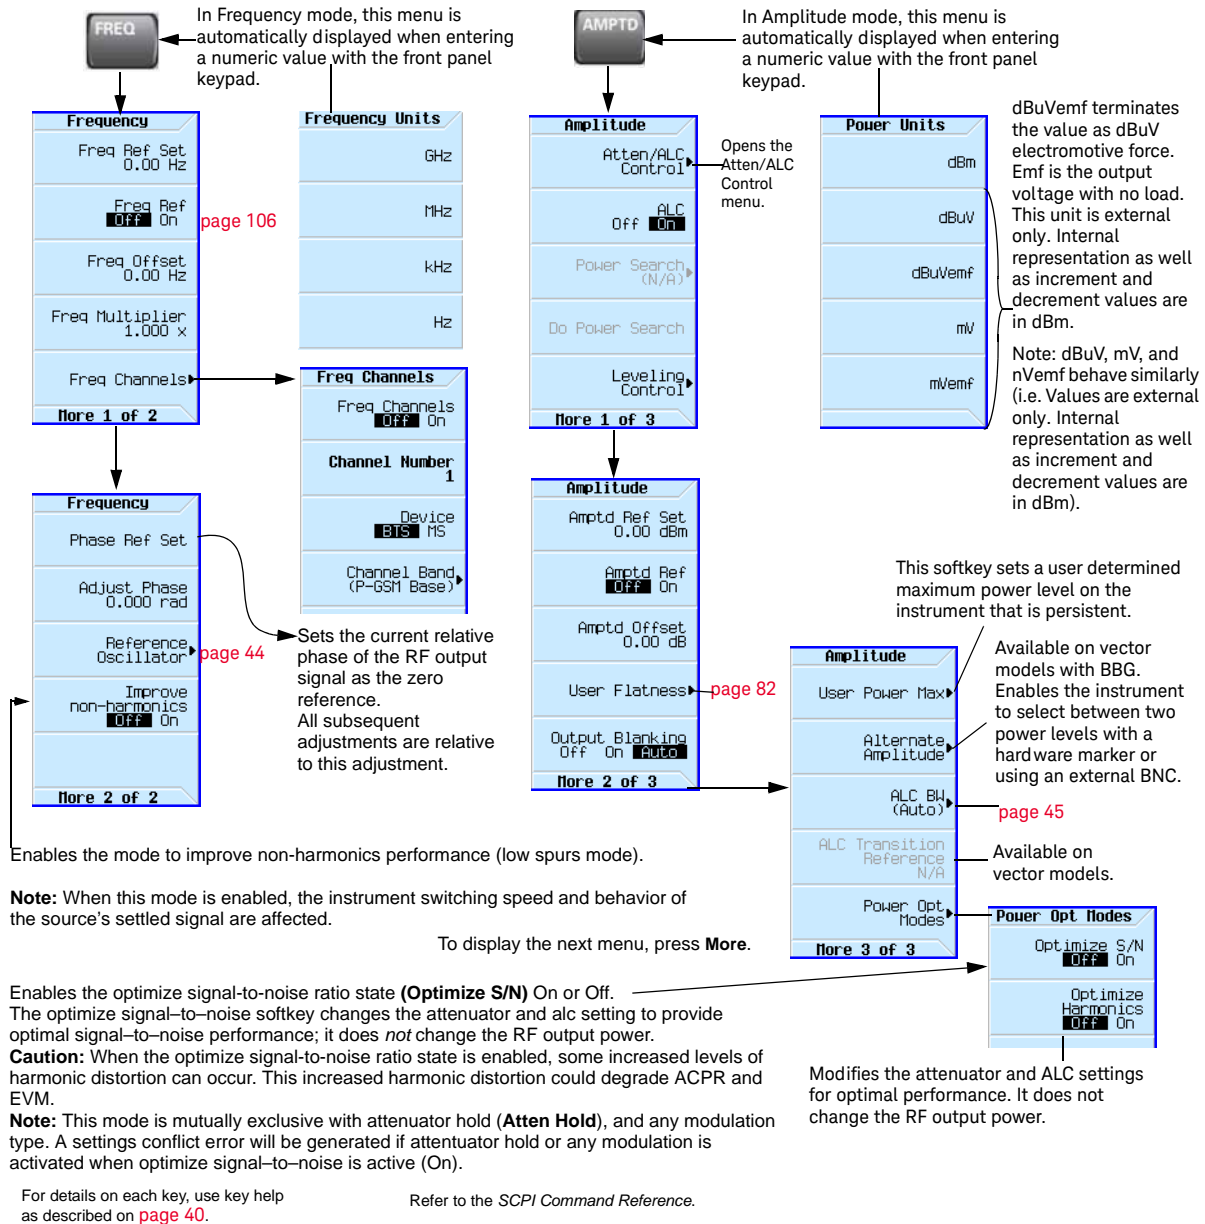 FREQ
In Frequency mode, this menu is
automatically displayed when entering
a numeric value with the front panel
keypad.
AMPTD
In Amplitude mode, this menu is
automatically displayed when entering
a numeric value with the front panel
keypad.
Frequency
Freq Ref Set
0.00 Hz
Freq Ref
Off On
page 106
Freq Offset
0.00 Hz
Freq Multiplier
1.000 x
Freq Channels
More 1 of 2
Frequency Units
GHz
MHz
kHz
Hz
Freq Channels
Freq Channels
Off On
Channel Number
1
Device
BTS MS
Channel Band
(P-GSM Base)
Frequency
Phase Ref Set
Adjust Phase
0.000 rad
Reference
Oscillator
page 44
Improve
non-harmonics
Off On
More 2 of 2
Sets the current relative
phase of the RF output
signal as the zero
reference.
All subsequent
adjustments are relative
to this adjustment.
Amplitude
Atten/ALC
Control
Opens the
Atten/ALC
Control
menu.
ALC
Off On
Power Search
(N/A)
Do Power Search
Leveling
Control
More 1 of 3
Power Units
dBm
dBuV
dBuVemf
mV
mVemf
dBuVemf terminates
the value as dBuV
electromotive force.
Emf is the output
voltage with no load.
This unit is external
only. Internal
representation as well
as increment and
decrement values are
in dBm.
Note: dBuV, mV, and
nVemf behave similarly
(i.e. Values are external
only. Internal
representation as well
as increment and
decrement values are
in dBm).
Amplitude
Amptd Ref Set
0.00 dBm
Amptd Ref
Off On
Amptd Offset
0.00 dB
User Flatness
page 82
Output Blanking
Off On Auto
More 2 of 3
This softkey sets a user determined
maximum power level on the
instrument that is persistent.
Amplitude
User Power Max
Alternate
Amplitude
ALC BW
(Auto)
ALC Transition
Reference
N/A
Power Opt
Modes
More 3 of 3
Available on vector
models with BBG.
Enables the instrument
to select between two
power levels with a
hardware marker or
using an external BNC.
page 45
Available on
vector models.
Power Opt Modes
Optimize S/N
Off On
Optimize
Harmonics
Off On
Modifies the attenuator and ALC settings
for optimal performance. It does not
change the RF output power.
Enables the mode to improve non-harmonics performance (low spurs mode).
Note: When this mode is enabled, the instrument switching speed and behavior of
the source's settled signal are affected.
To display the next menu, press More.
Enables the optimize signal-to-noise ratio state (Optimize S/N) On or Off.
The optimize signal–to–noise softkey changes the attenuator and alc setting to provide
optimal signal–to–noise performance; it does not change the RF output power.
Caution: When the optimize signal-to-noise ratio state is enabled, some increased levels of
harmonic distortion can occur. This increased harmonic distortion could degrade ACPR and
EVM.
Note: This mode is mutually exclusive with attenuator hold (Atten Hold), and any modulation
type. A settings conflict error will be generated if attentuator hold or any modulation is
activated when optimize signal–to–noise is active (On).
For details on each key, use key help
as described on page 40.
Refer to the SCPI Command Reference.